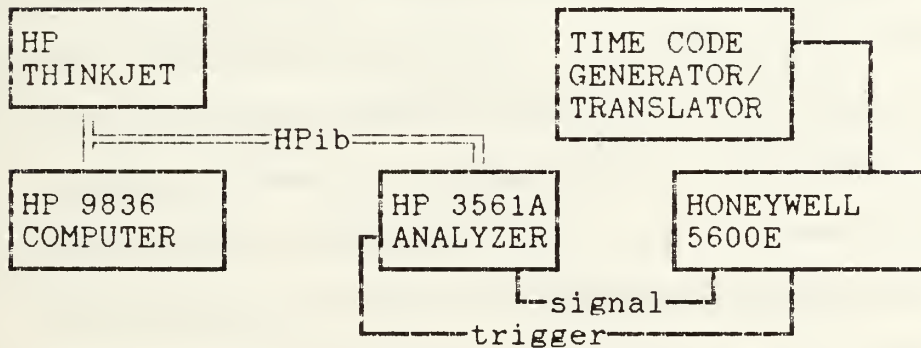 HP
THINKJET
TIME CODE
GENERATOR/
TRANSLATOR
HPib
HP 9836
COMPUTER
HP 3561A
ANALYZER
HONEYWELL
5600E
signal
trigger